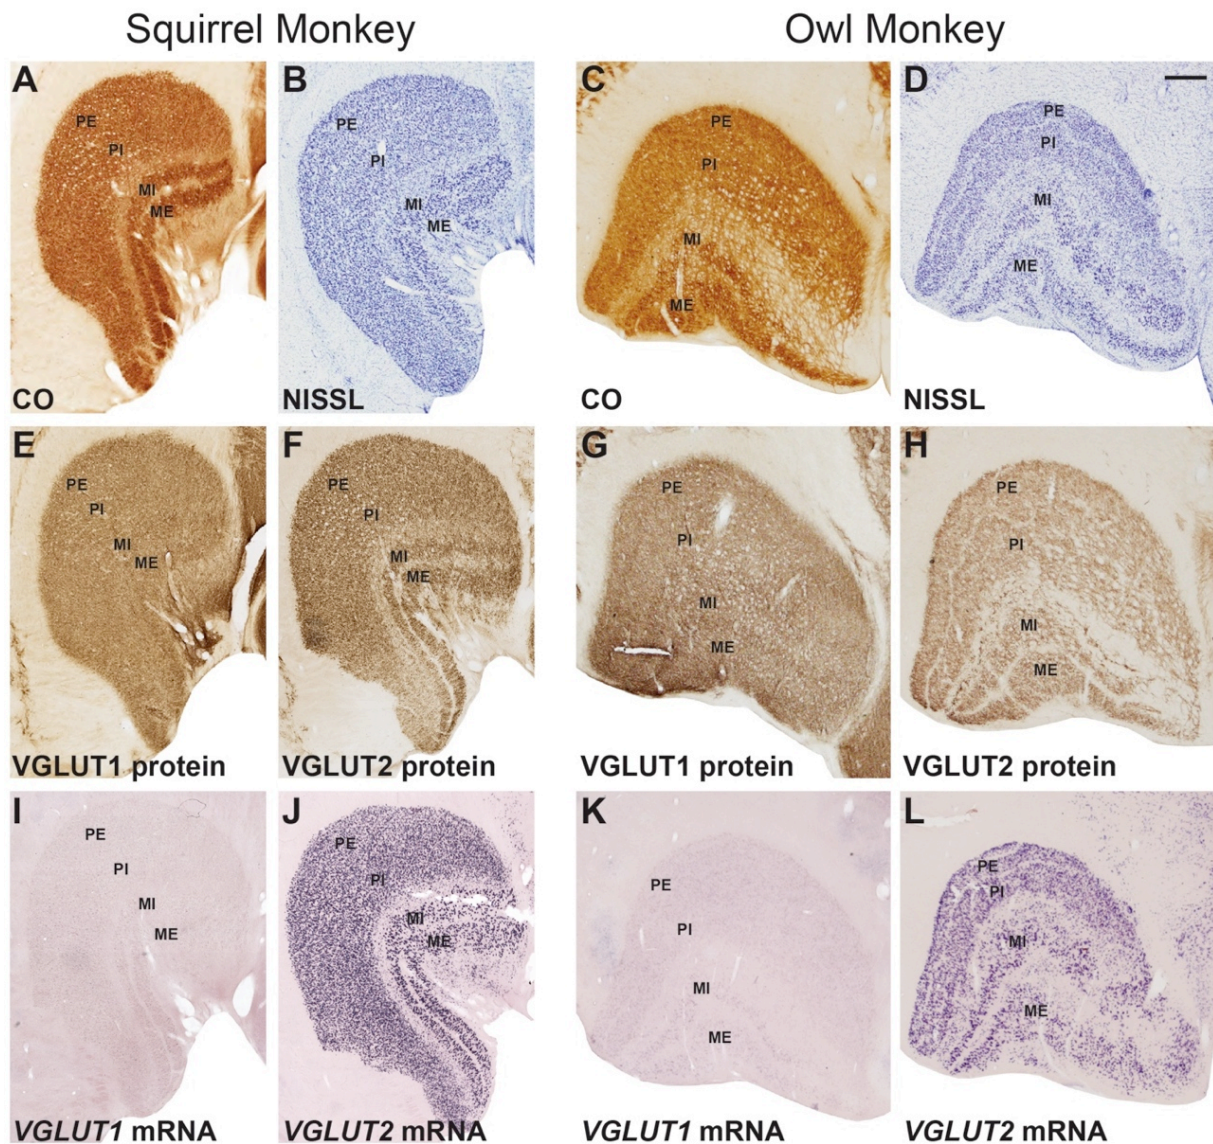 Squirrel Monkey Owl Monkey
A B C D
PE PE PE PE
PI PI PI PI
MI MI MI MI
ME ME ME ME
CO NISSL CO NISSL
E F G H
PE PE PE PE
PI PI PI PI
MI MI MI MI
ME ME ME ME
VGLUT1 protein VGLUT2 protein VGLUT1 protein VGLUT2 protein
I J K L
PE PE PE PE
PI PI PI PI
MI MI MI MI
ME ME ME ME
VGLUT1 mRNA VGLUT2 mRNA VGLUT1 mRNA VGLUT2 mRNA